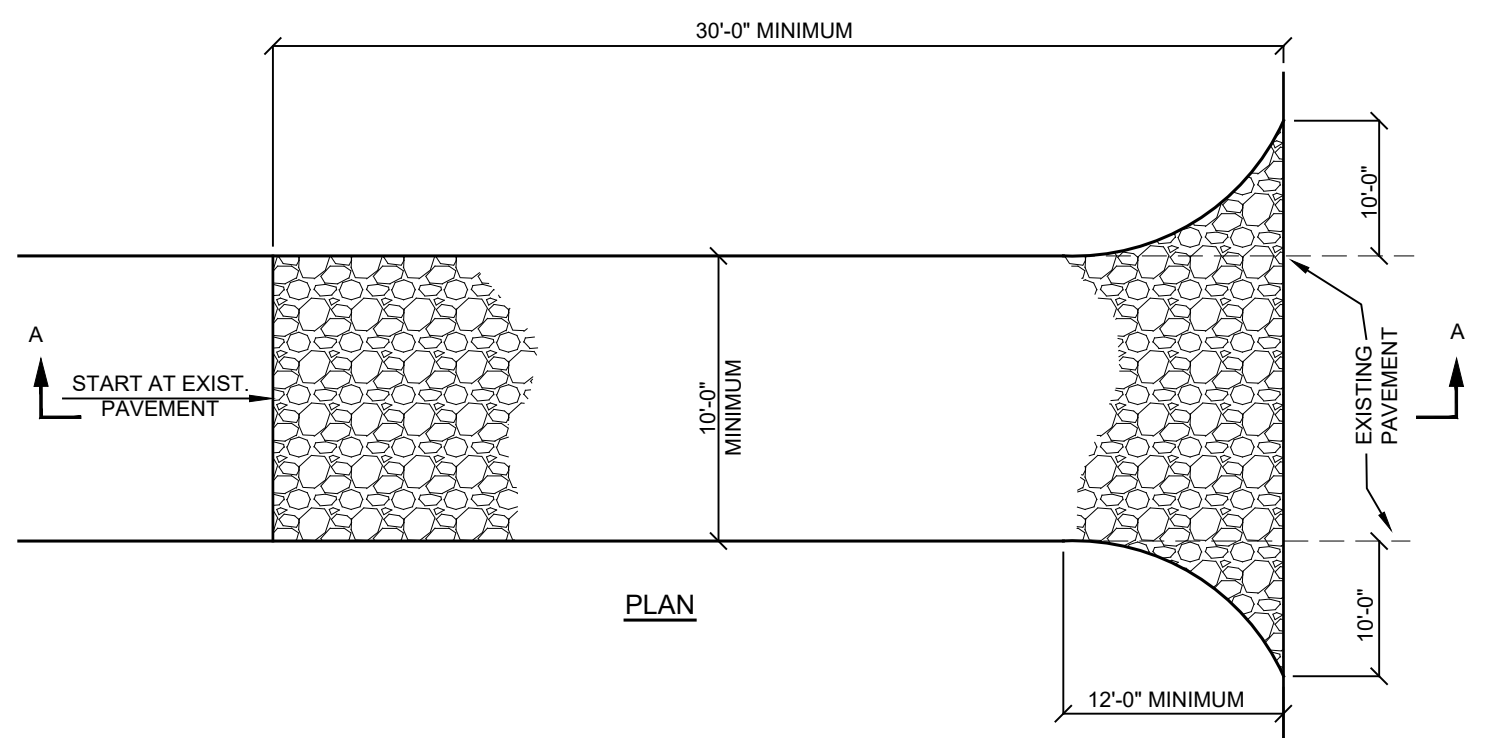 30'-0" MINIMUM
10'-0"
A
A
START AT EXIST.
PAVEMENT
10'-0"
MINIMUM
EXISTING
PAVEMENT
PLAN
10'-0"
12'-0" MINIMUM